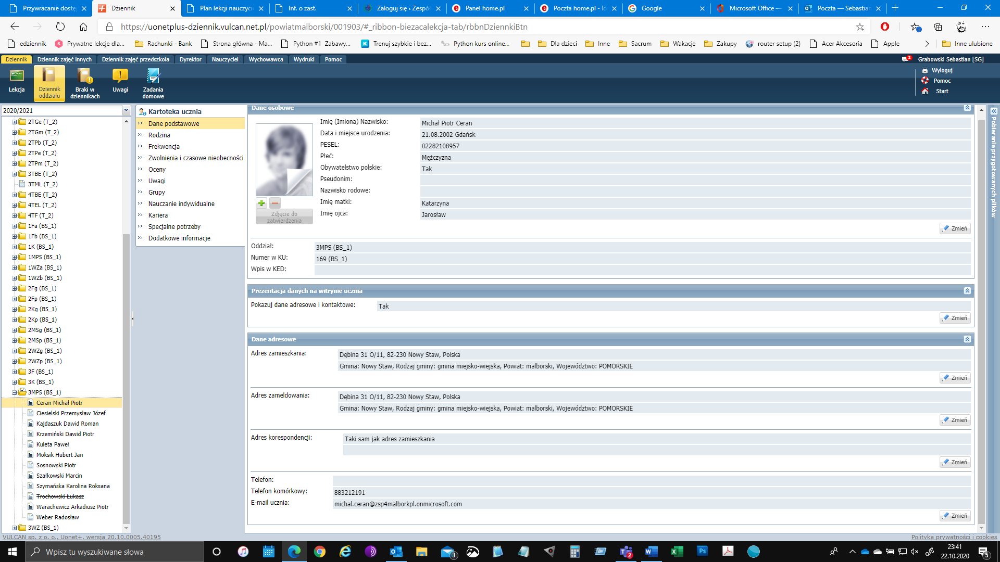 Przywracanie dostę
Dziennik
Plan lekcji nauczyci
Inf. o zast.
Zaloguj się ‹ Zespół
Panel home.pl
Poczta home.pl - lo
Google
Microsoft Office —
Poczta — Sebastian
https://uonetplus-dziennik.vulcan.net.pl/powiatmalborski/001903/#_ribbon-biezacalekcja-tab/rbbnDziennkiBtn
edziennik
Prywatne lekcje dla...
Rachunki - Bank
Strona główna - Ma...
Python #1 Zabawy...
Trenuj szybkie i bez...
Python kurs online...
Dla dzieci
Inne
Sacrum
Wakacje
Zakupy
router setup (2)
Acer Akcesoria
Apple
Inne ulubione
Dziennik
Dziennik zajęć innych
Dziennik zajęć przedszkola
Dyrektor
Nauczyciel
Wychowawca
Wydruki
Pomoc
2
Grabowski Sebastian [SG]
Lekcja
Dziennik oddziału
Braki w dziennikach
Uwagi
Zadania domowe
Wyloguj
Pomoc
Start
2020/2021
2TGe (T_2)
2TGm (T_2)
2TPb (T_2)
2TPe (T_2)
2TPm (T_2)
3TBE (T_2)
3TML (T_2)
4TBE (T_2)
4TEL (T_2)
4TF (T_2)
1Fa (BS_1)
1Fb (BS_1)
1K (BS_1)
1MPS (BS_1)
1WZa (BS_1)
1WZb (BS_1)
2Fg (BS_1)
2Fp (BS_1)
2Kg (BS_1)
2Kp (BS_1)
2MSg (BS_1)
2MSp (BS_1)
2WZg (BS_1)
2WZp (BS_1)
3F (BS_1)
3K (BS_1)
3MPS (BS_1)
Ceran Michał Piotr
Ciesielski Przemysław Józef
Kajdaszuk Dawid Roman
Krzemiński Dawid Piotr
Kuleta Paweł
Moksik Hubert Jan
Sosnowski Piotr
Szałkowski Marcin
Szymańska Karolina Roksana
Trochowski Łukasz
Warachewicz Arkadiusz Piotr
Weber Radosław
3WZ (BS_1)
Kartoteka ucznia
Dane podstawowe
Rodzina
Frekwencja
Zwolnienia i czasowe nieobecności
Oceny
Uwagi
Grupy
Nauczanie indywidualne
Kariera
Specjalne potrzeby
Dodatkowe informacje
Dane osobowe
Zdjęcie do zatwierdzenia
Imię (Imiona) Nazwisko: Michał Piotr Ceran
Data i miejsce urodzenia: 21.08.2002 Gdańsk
PESEL: 02282108957
Płeć: Mężczyzna
Obywatelstwo polskie: Tak
Pseudonim:
Nazwisko rodowe:
Imię matki: Katarzyna
Imię ojca: Jarosław
Zmień
Oddział: 3MPS (BS_1)
Numer w KU: 169 (BS_1)
Wpis w KED:
Prezentacja danych na witrynie ucznia
Pokazuj dane adresowe i kontaktowe: Tak
Zmień
Dane adresowe
Adres zamieszkania: Dębina 31 O/11, 82-230 Nowy Staw, Polska
Gmina: Nowy Staw, Rodzaj gminy: gmina miejsko-wiejska, Powiat: malborski, Województwo: POMORSKIE
Zmień
Adres zameldowania: Dębina 31 O/11, 82-230 Nowy Staw, Polska
Gmina: Nowy Staw, Rodzaj gminy: gmina miejsko-wiejska, Powiat: malborski, Województwo: POMORSKIE
Zmień
Adres korespondencji: Taki sam jak adres zamieszkania
Zmień
Telefon:
Telefon komórkowy: 883212191
E-mail ucznia: michal.ceran@zsp4malborkpl.onmicrosoft.com
Zmień
Pobieranie przygotowanych plików
VULCAN sp. z o. o., Uonet+, wersja 20.10.0005.40195
Polityka prywatności i cookies
Wpisz tu wyszukiwane słowa
3
2
23:41
22.10.2020
5